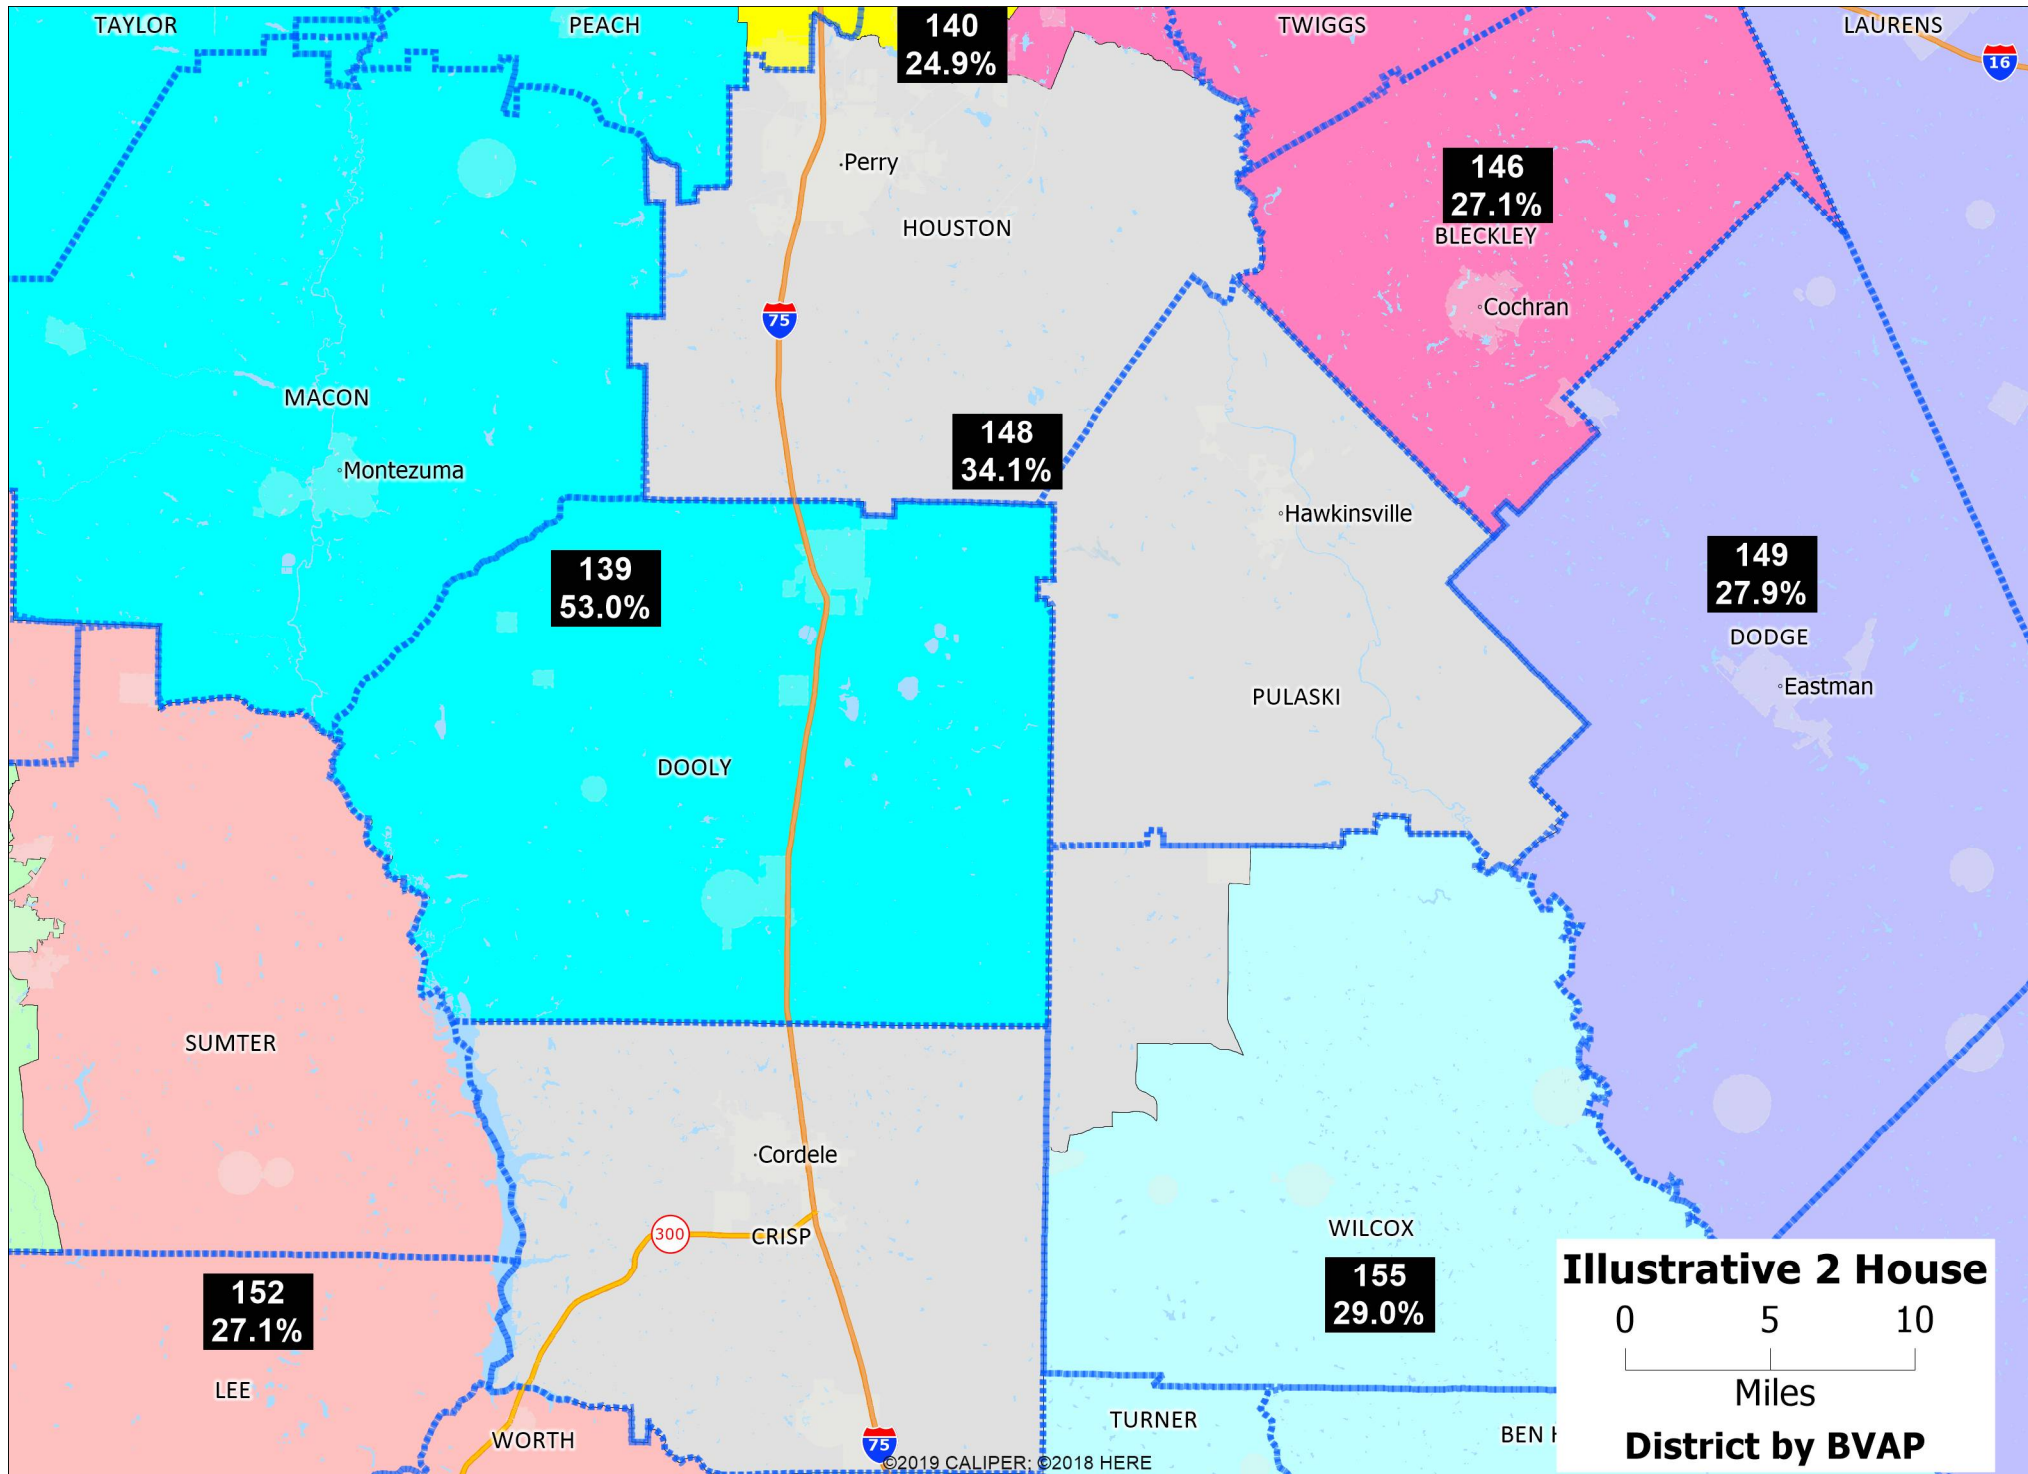 TAYLOR
PEACH
140
24.9%
TWIGGS
LAURENS
16
Perry
146
27.1%
HOUSTON
BLECKLEY
Cochran
75
MACON
148
34.1%
Montezuma
Hawkinsville
139
53.0%
149
27.9%
DODGE
Eastman
PULASKI
DOOLY
SUMTER
Cordele
300
CRISP
WILCOX
155
29.0%
152
27.1%
LEE
WORTH
TURNER
BEN H
75
©2019 CALIPER; ©2018 HERE
Illustrative 2 House
0 5 10
Miles
District by BVAP